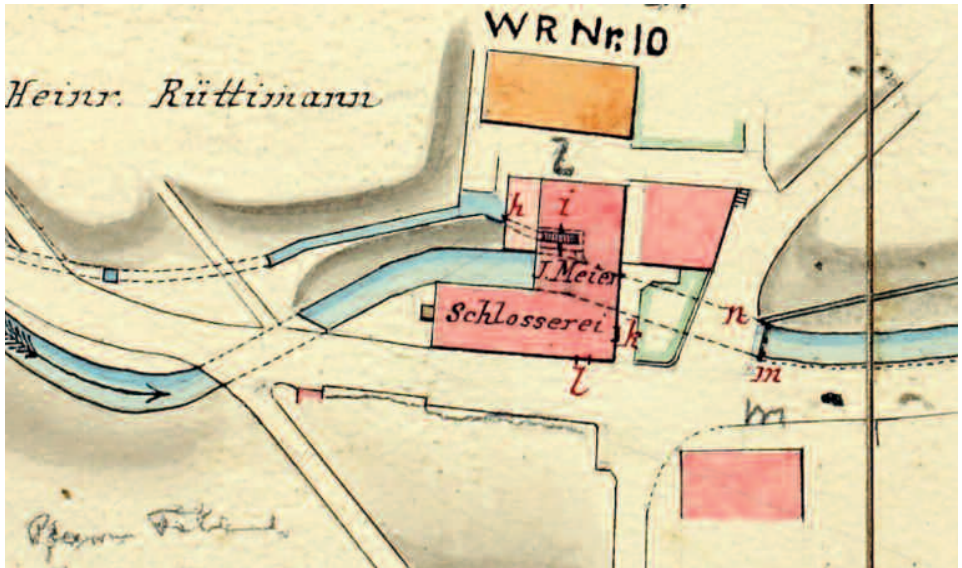 WR Nr. 10
Heinr. Rüttimann
l
h
i
J. Meier
Schlosserei
n
k
l
m
m